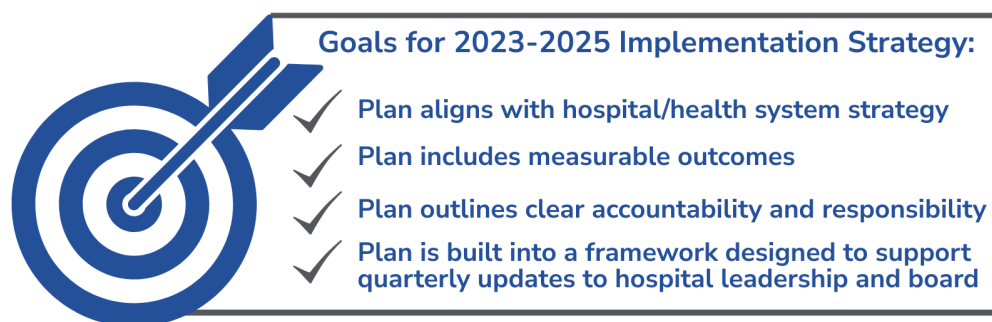 Goals for 2023-2025 Implementation Strategy:
Plan aligns with hospital/health system strategy
Plan includes measurable outcomes
Plan outlines clear accountability and responsibility
Plan is built into a framework designed to support
quarterly updates to hospital leadership and board